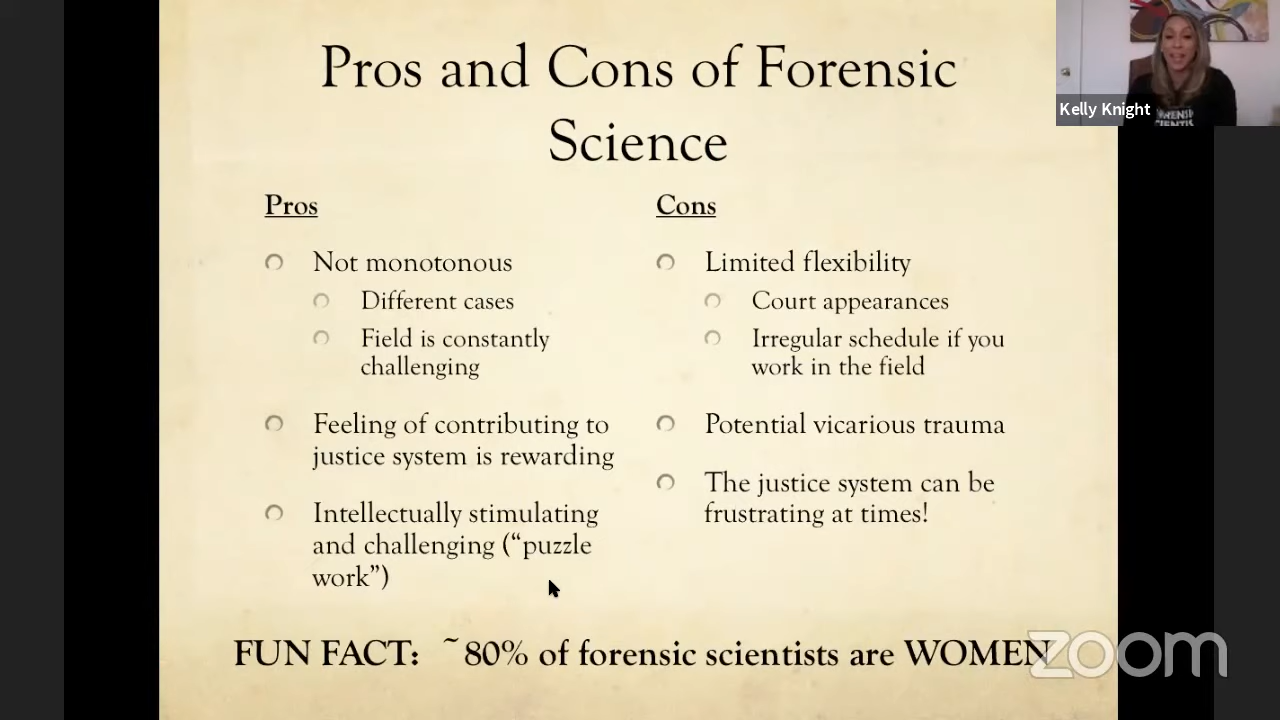 Pros and Cons of Forensic
Science
Kelly Knight
Pros
Not monotonous
Different cases
Field is constantly
challenging
Feeling of contributing to
justice system is rewarding
Intellectually stimulating
and challenging (“puzzle
work”)
Cons
Limited flexibility
Court appearances
Irregular schedule if you
work in the field
Potential vicarious trauma
The justice system can be
frustrating at times!
FUN FACT: ~80% of forensic scientists are WOMEN
zoom